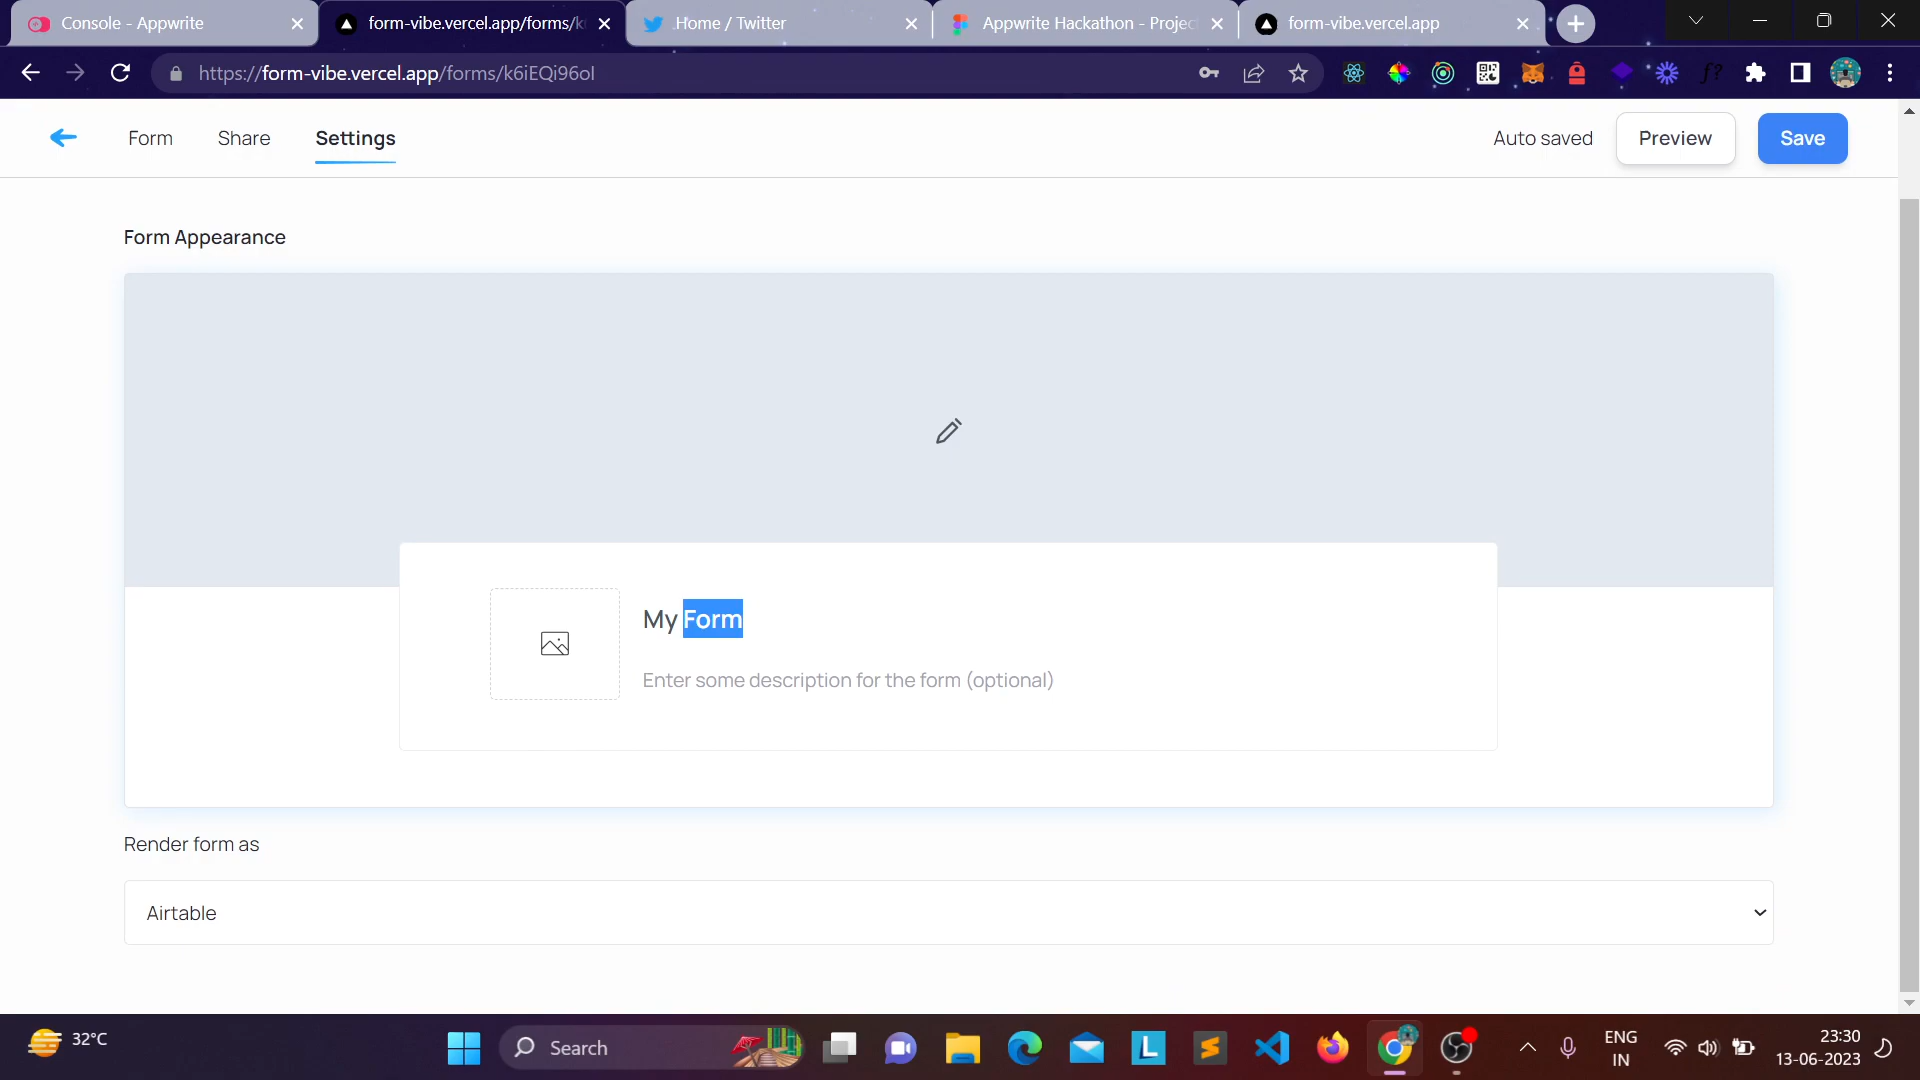 Console - Appwrite
form-vibe.vercel.app/forms/k
Home / Twitter
Appwrite Hackathon - Projec
form-vibe.vercel.app
https://form-vibe.vercel.app/forms/k6iEQi96oI
Form
Share
Settings
Auto saved
Preview
Save
Form Appearance
My Form
Enter some description for the form (optional)
Render form as
Airtable
32°C
Search
ENG
IN
23:30
13-06-2023